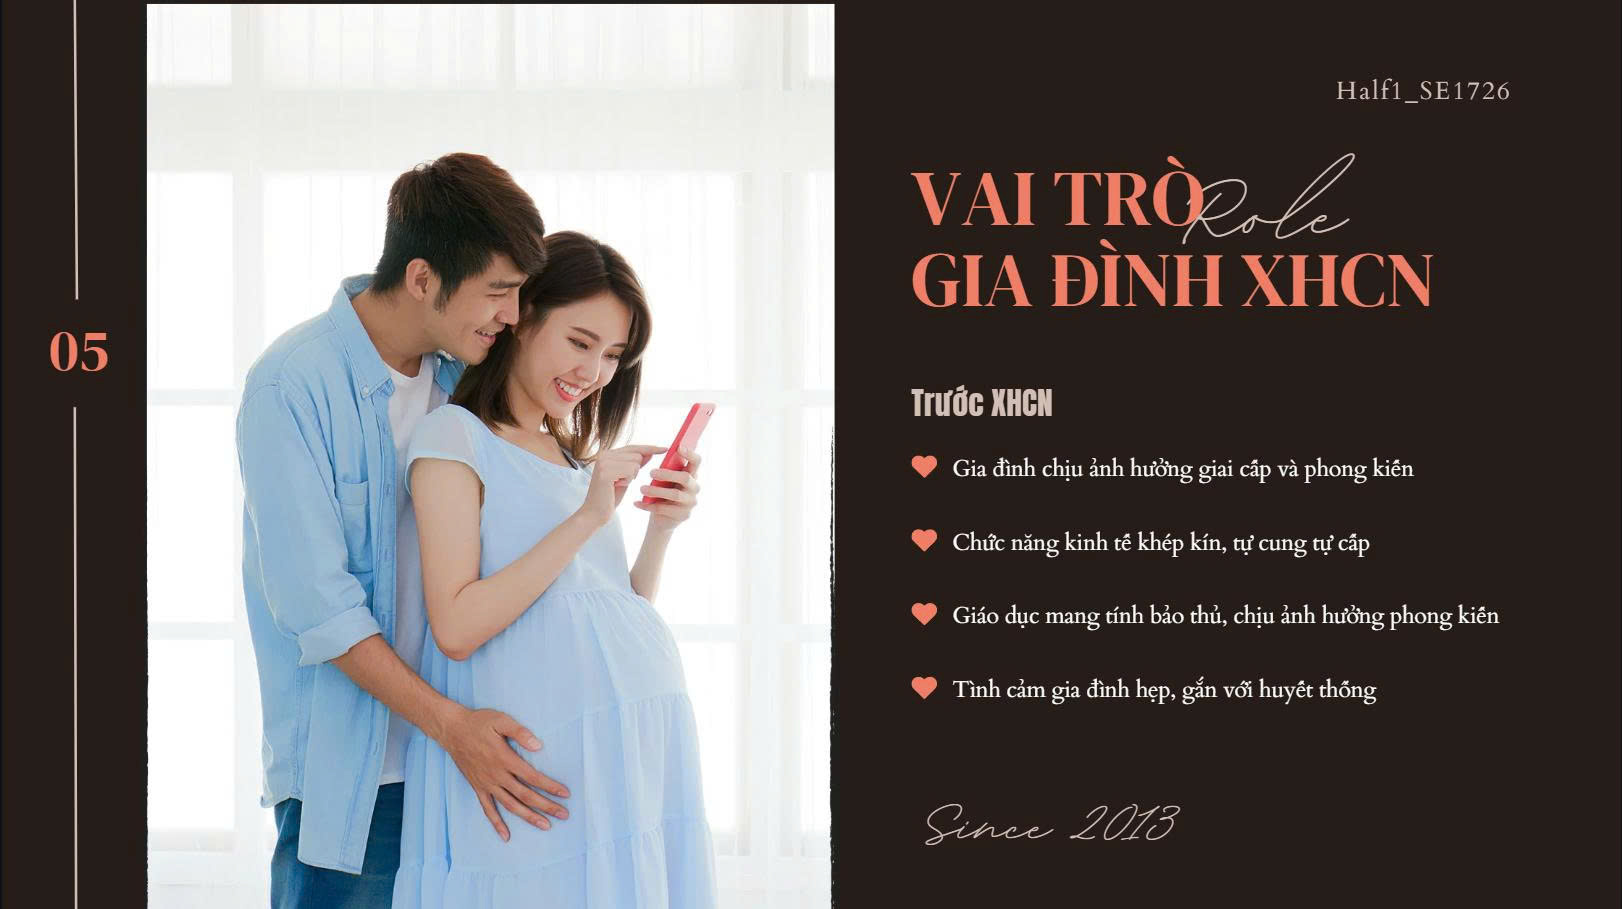 Half1_SE1726
VAI TRÒ
Role
GIA ĐÌNH XHCN
05
Trước XHCN
Gia đình chịu ảnh hưởng giai cấp và phong kiến
Chức năng kinh tế khép kín, tự cung tự cấp
Giáo dục mang tính bảo thủ, chịu ảnh hưởng phong kiến
Tình cảm gia đình hẹp, gắn với huyết thống
Since 2013